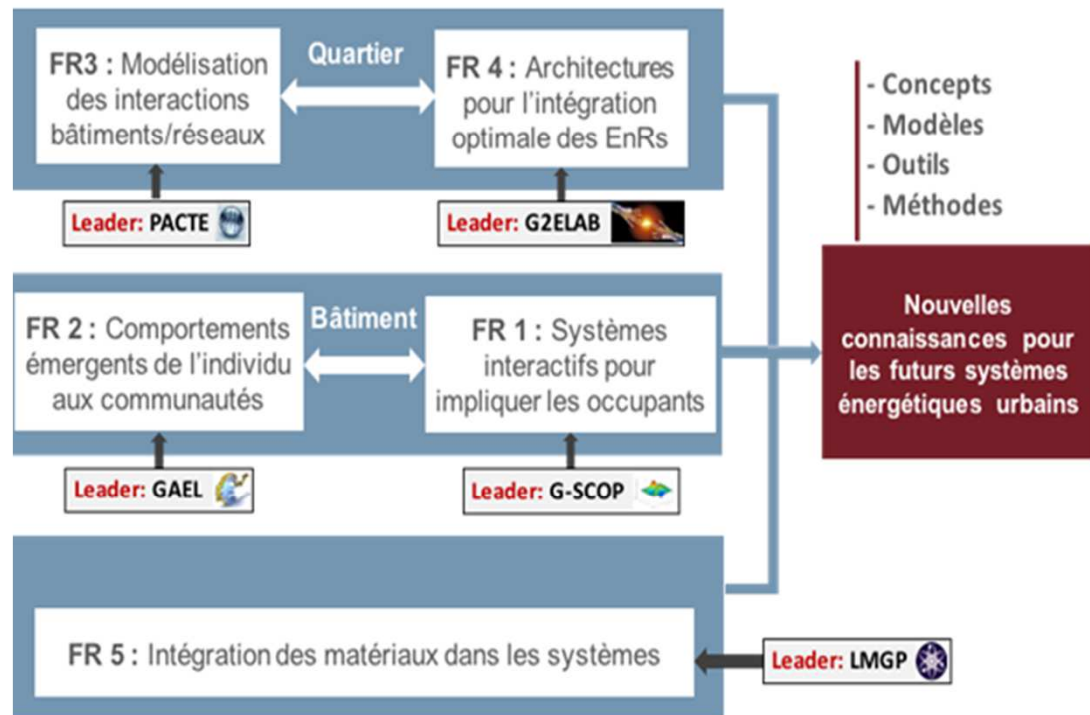 FR3 : Modélisation
des interactions
bâtiments/réseaux
Quartier
FR 4 : Architectures
pour l'intégration
optimale des EnRs
Leader: PACTE
Leader: G2ELAB
FR 2 : Comportements
émergents de l'individu
aux communautés
Bâtiment
FR 1 : Systèmes
interactifs pour
impliquer les occupants
Leader: GAEL
Leader: G-SCOP
FR 5 : Intégration des matériaux dans les systèmes
Leader: LMGP
- Concepts
- Modèles
- Outils
- Méthodes
Nouvelles
connaissances pour
les futurs systèmes
énergétiques urbains